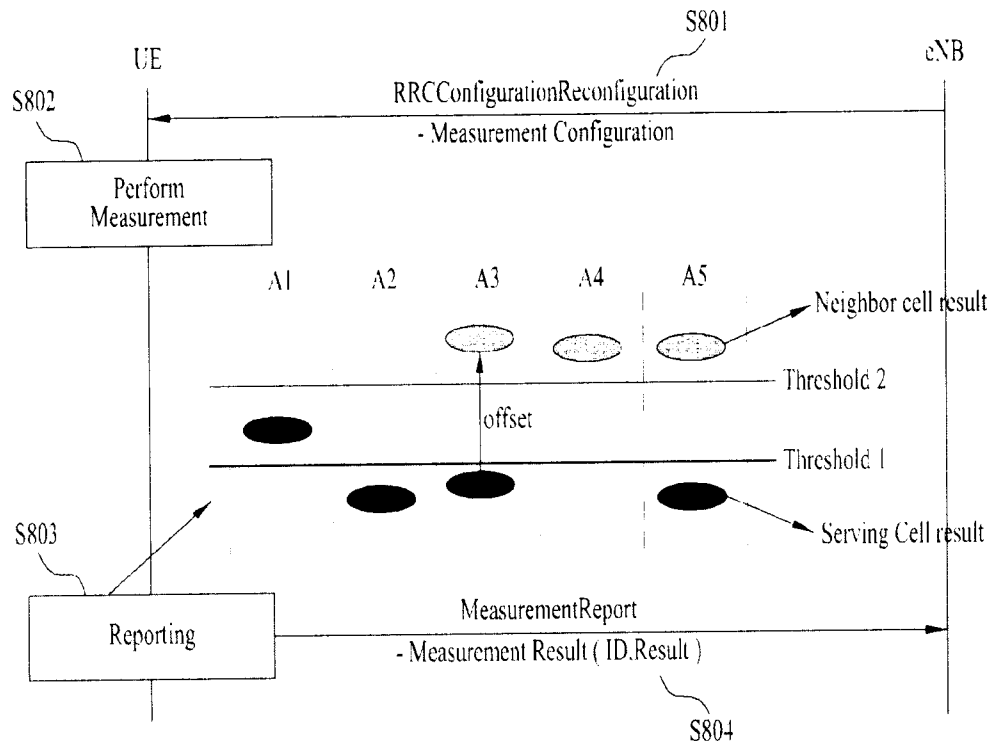 S801
UE
eNB
S802
RRCConfigurationReconfiguration
- Measurement Configuration
Perform
Measurement
A1 A2 A3 A4 A5
Neighbor cell result
Threshold 2
offset
Threshold 1
Serving Cell result
S803
Reporting
MeasurementReport
- Measurement Result ( ID.Result )
S804